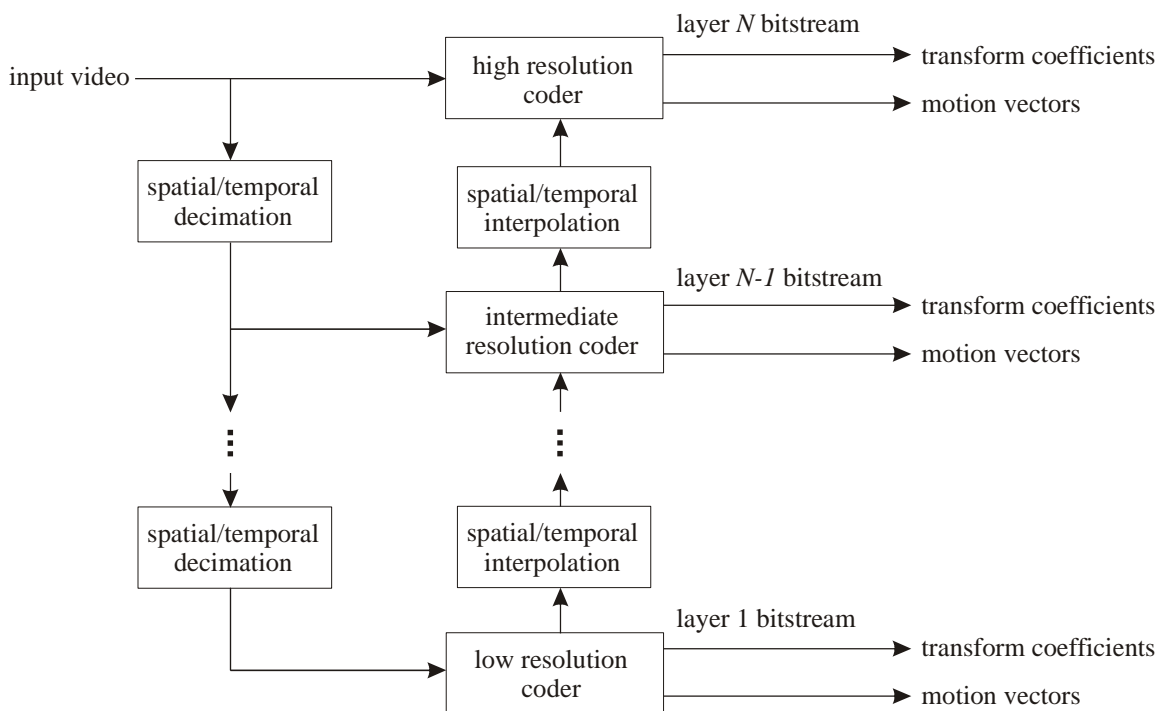 layer N bitstream
input video
high resolution
coder
transform coefficients
motion vectors
spatial/temporal
decimation
spatial/temporal
interpolation
layer N-1 bitstream
intermediate
resolution coder
transform coefficients
motion vectors
spatial/temporal
decimation
spatial/temporal
interpolation
layer 1 bitstream
low resolution
coder
transform coefficients
motion vectors